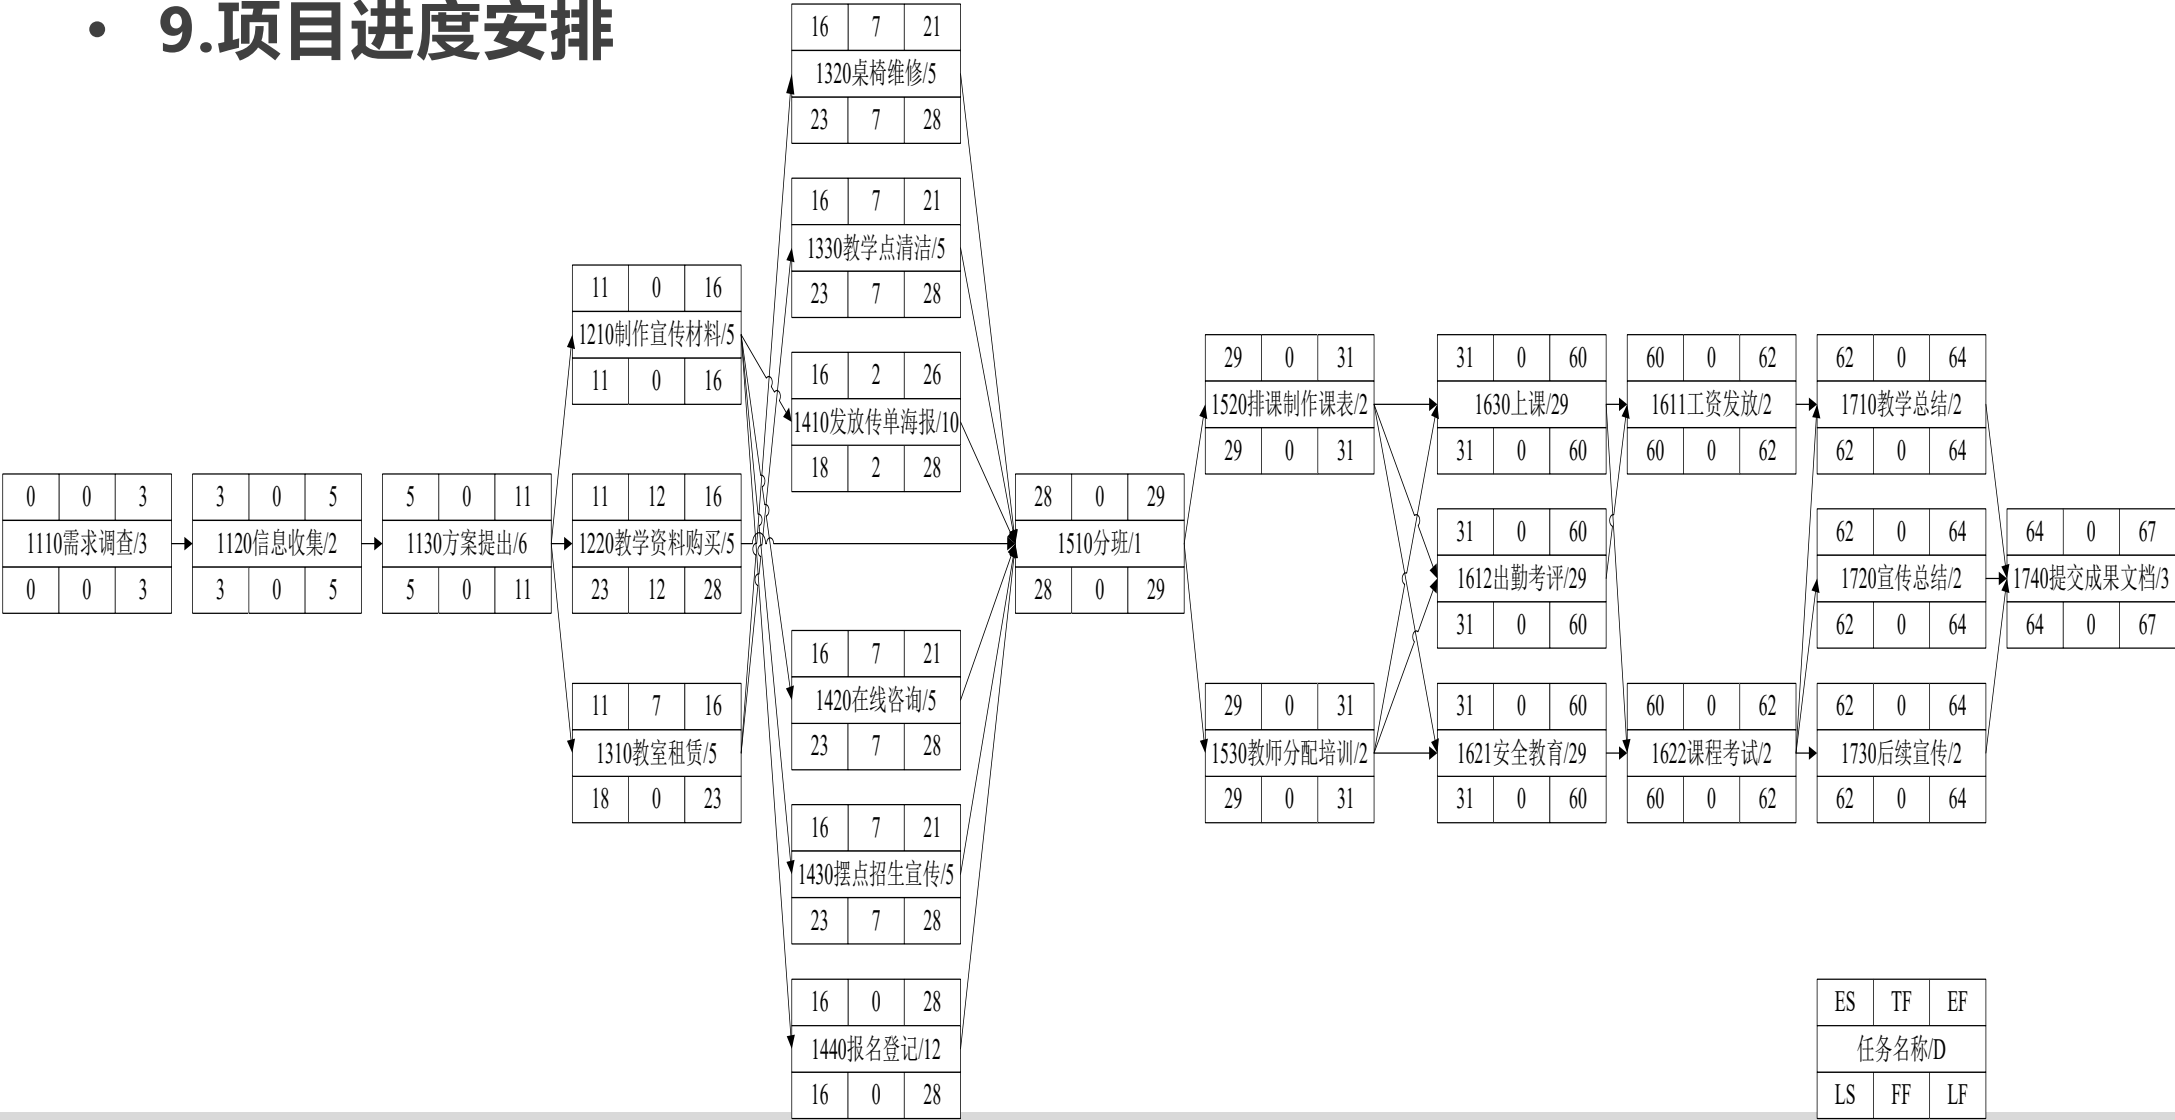 • 9.项目进度安排
16 7 21
1320桌椅维修/5
23 7 28
16 7 21
1330教学点清洁/5
23 7 28
11 0 16
1210制作宣传材料/5
11 0 16
16 2 26
1410发放传单海报/10
18 2 28
0 0 3
1110需求调查/3
0 0 3
3 0 5
1120信息收集/2
3 0 5
5 0 11
1130方案提出/6
5 0 11
11 12 16
1220教学资料购买/5
23 12 28
11 7 16
1310教室租赁/5
18 0 23
16 7 21
1420在线咨询/5
23 7 28
16 7 21
1430摆点招生宣传/5
23 7 28
16 0 28
1440报名登记/12
16 0 28
28 0 29
1510分班/1
28 0 29
29 0 31
1520排课制作课表/2
29 0 31
29 0 31
1530教师分配培训/2
29 0 31
31 0 60
1630上课/29
31 0 60
31 0 60
1612出勤考评/29
31 0 60
31 0 60
1621安全教育/29
31 0 60
60 0 62
1611工资发放/2
60 0 62
60 0 62
1622课程考试/2
60 0 62
62 0 64
1710教学总结/2
62 0 64
62 0 64
1720宣传总结/2
62 0 64
62 0 64
1730后续宣传/2
62 0 64
64 0 67
1740提交成果文档/3
64 0 67
ES TF EF
任务名称/D
LS FF LF